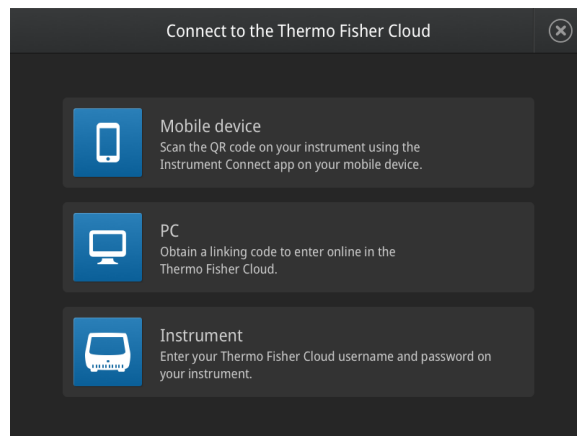 Connect to the Thermo Fisher Cloud
Mobile device
Scan the QR code on your instrument using the
Instrument Connect app on your mobile device.
PC
Obtain a linking code to enter online in the
Thermo Fisher Cloud.
Instrument
Enter your Thermo Fisher Cloud username and password on
your instrument.